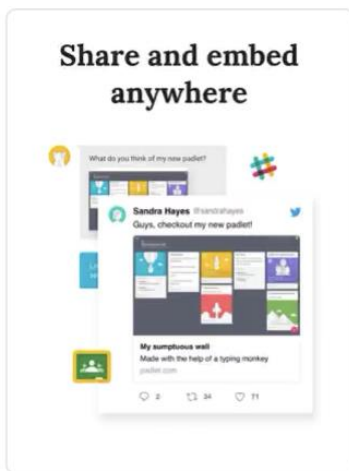 Share and embed
anywhere
What do you think of my new padlet?
Sandra Hayes @sandrahayes
Guys, checkout my new padlet!
My sumptuous wall
Made with the help of a typing monkey
padlet.com
2 34 71